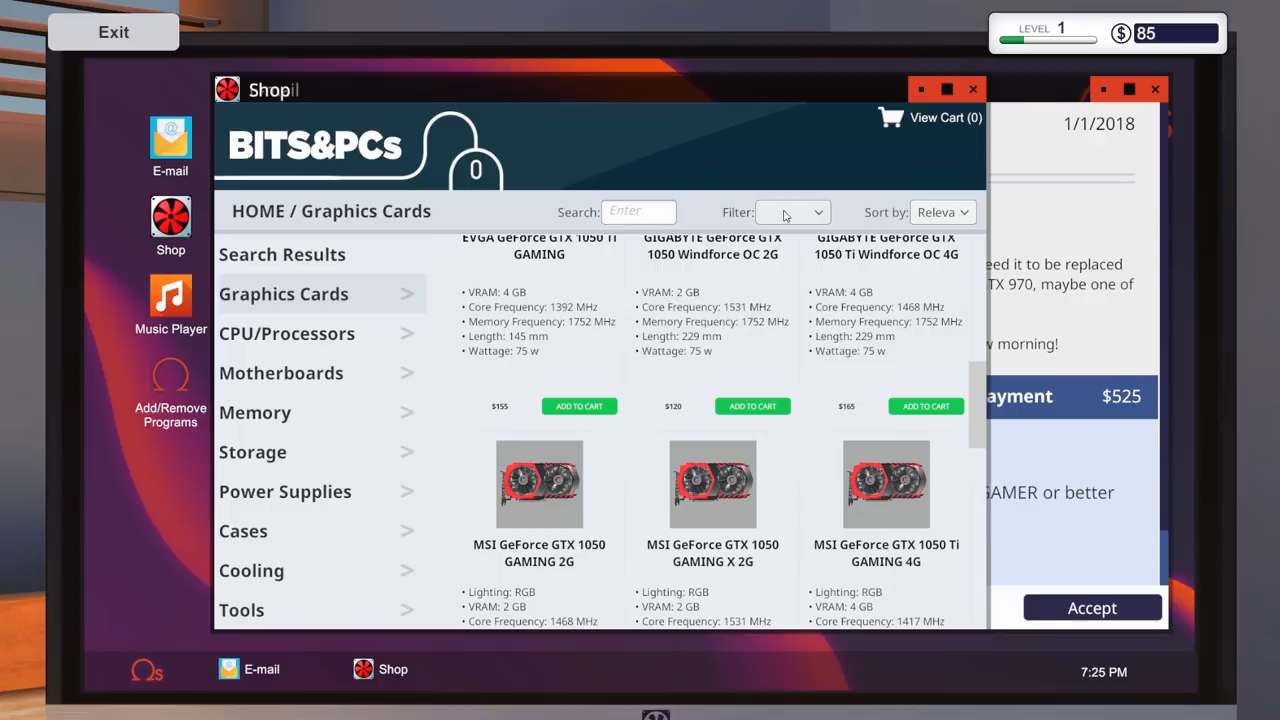 Exit
LEVEL 1
$ 85
Shop
BITS&PCs
View Cart (0)
1/1/2018
HOME / Graphics Cards
Search: Enter
Filter:
Sort by: Releva
E-mail
Shop
Music Player
Add/Remove
Programs
Search Results
Graphics Cards >
CPU/Processors >
Motherboards >
Memory >
Storage >
Power Supplies >
Cases >
Cooling >
Tools >
EVGA GeForce GTX 1050 Ti
GAMING
• VRAM: 4 GB
• Core Frequency: 1392 MHz
• Memory Frequency: 1752 MHz
• Length: 145 mm
• Wattage: 75 w
$155
ADD TO CART
GIGABYTE GeForce GTX
1050 Windforce OC 2G
• VRAM: 2 GB
• Core Frequency: 1531 MHz
• Memory Frequency: 1752 MHz
• Length: 229 mm
• Wattage: 75 w
$120
ADD TO CART
GIGABYTE GeForce GTX
1050 Ti Windforce OC 4G
• VRAM: 4 GB
• Core Frequency: 1468 MHz
• Memory Frequency: 1752 MHz
• Length: 229 mm
• Wattage: 75 w
$165
ADD TO CART
MSI GeForce GTX 1050
GAMING 2G
• Lighting: RGB
• VRAM: 2 GB
• Core Frequency: 1468 MHz
MSI GeForce GTX 1050
GAMING X 2G
• Lighting: RGB
• VRAM: 2 GB
• Core Frequency: 1531 MHz
MSI GeForce GTX 1050 Ti
GAMING 4G
• Lighting: RGB
• VRAM: 4 GB
• Core Frequency: 1417 MHz
eed it to be replaced
TX 970, maybe one of
w morning!
ayment $525
GAMER or better
Accept
E-mail
Shop
7:25 PM